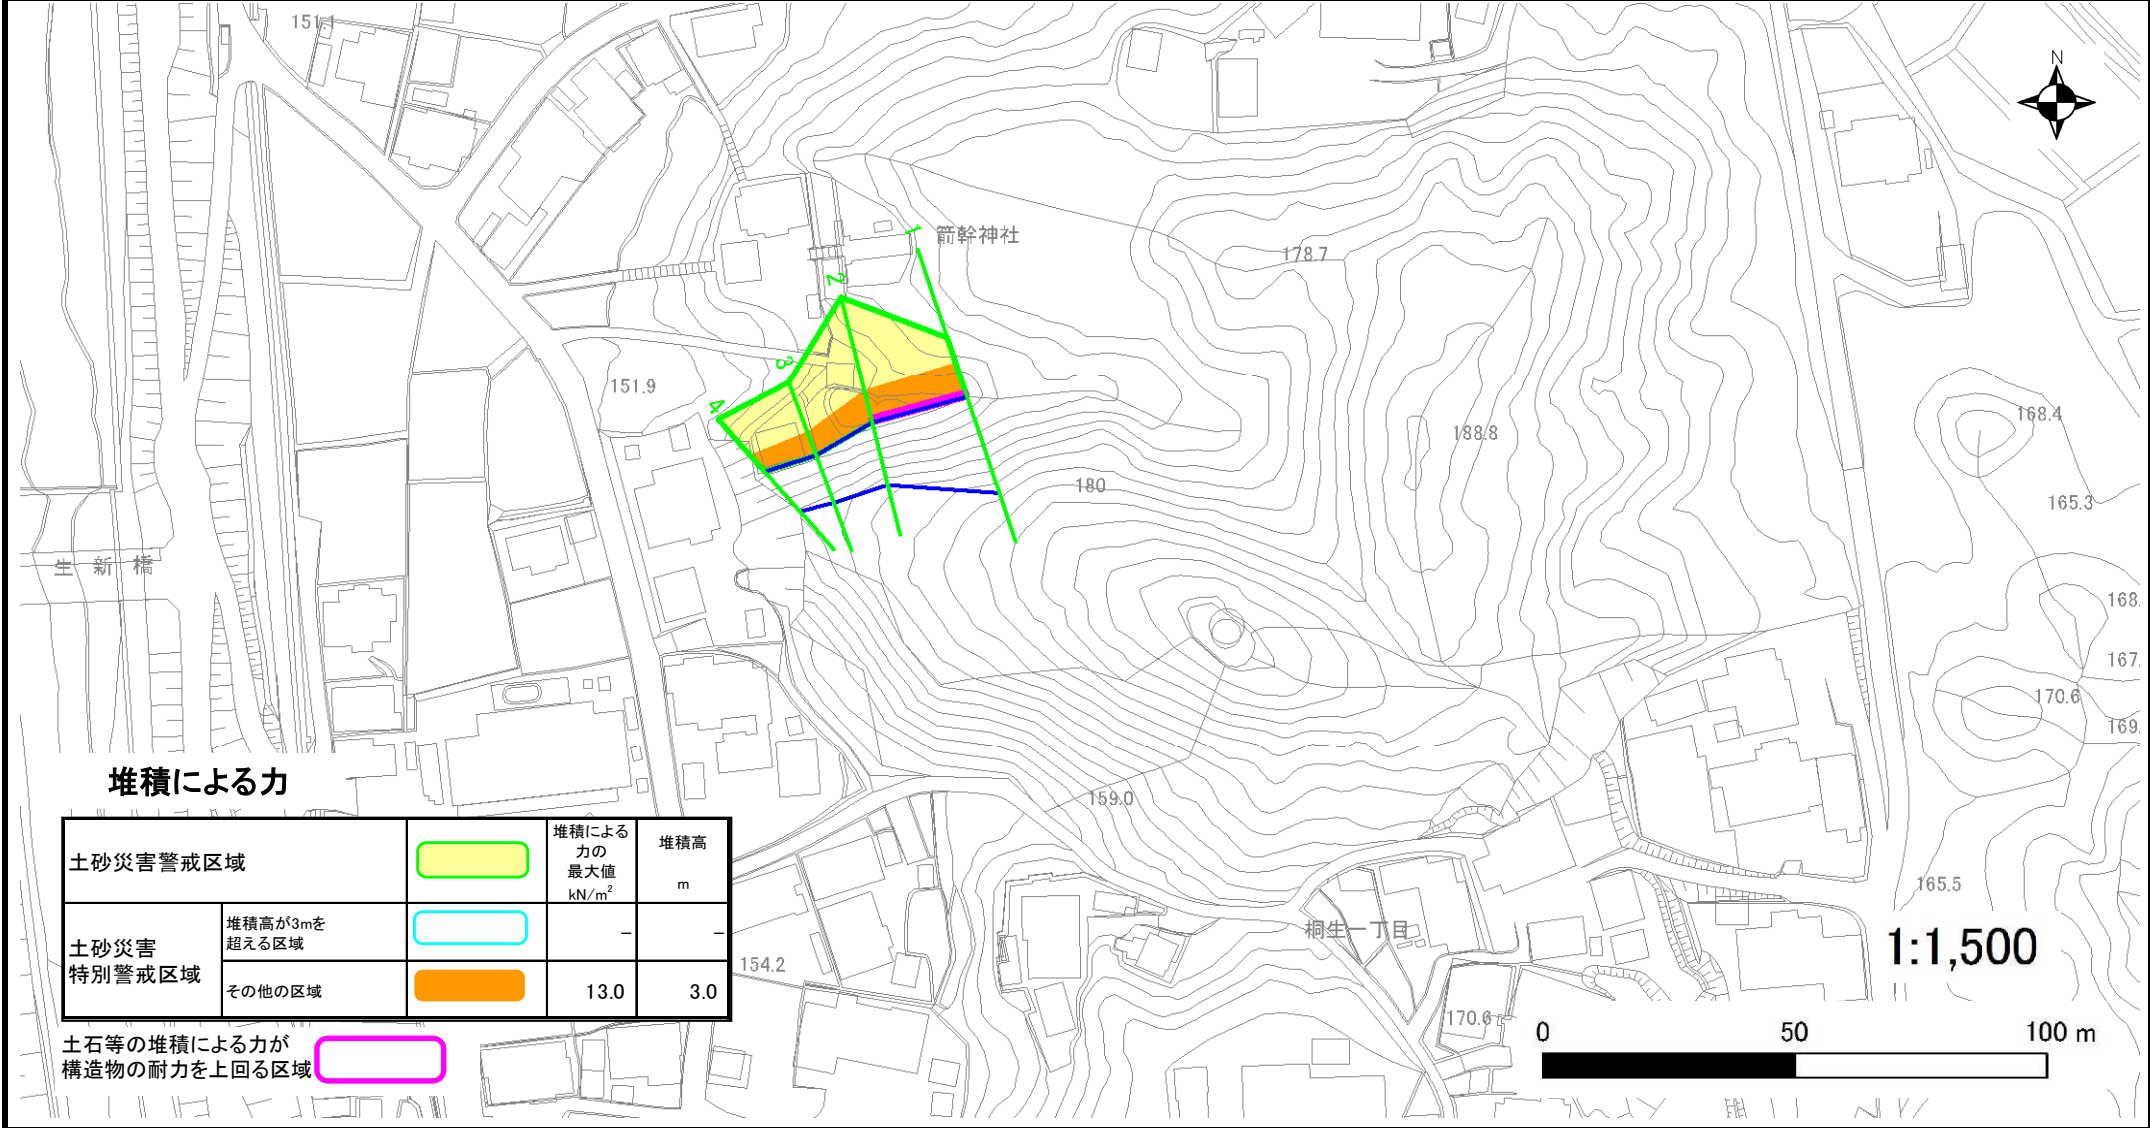 151.1
N
箭幹神社
1
2
3
4
178.7
151.9
188.8
168.4
180
165.3
生新橋
168.
167.
170.6
169.
159.0
165.5
桐生一丁目
154.2
170.6
1:1,500
0 50 100 m
堆積による力
土砂災害警戒区域
堆積による
力の
最大値
kN/m²
堆積高
m
土砂災害
特別警戒区域
堆積高が3mを
超える区域
– –
その他の区域
13.0 3.0
土石等の堆積による力が
構造物の耐力を上回る区域